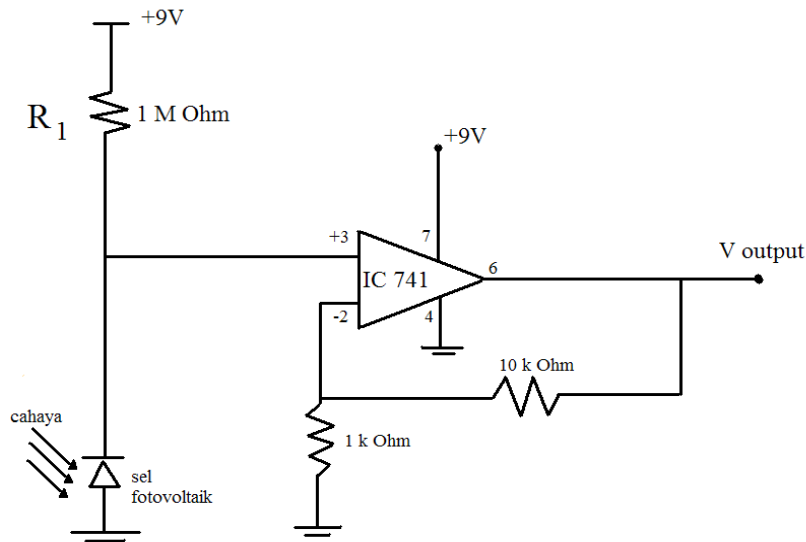 +9V
R1
1 M Ohm
+9V
+3
7
IC 741
6
V output
-2
4
10 k Ohm
cahaya
1 k Ohm
sel
fotovoltaik